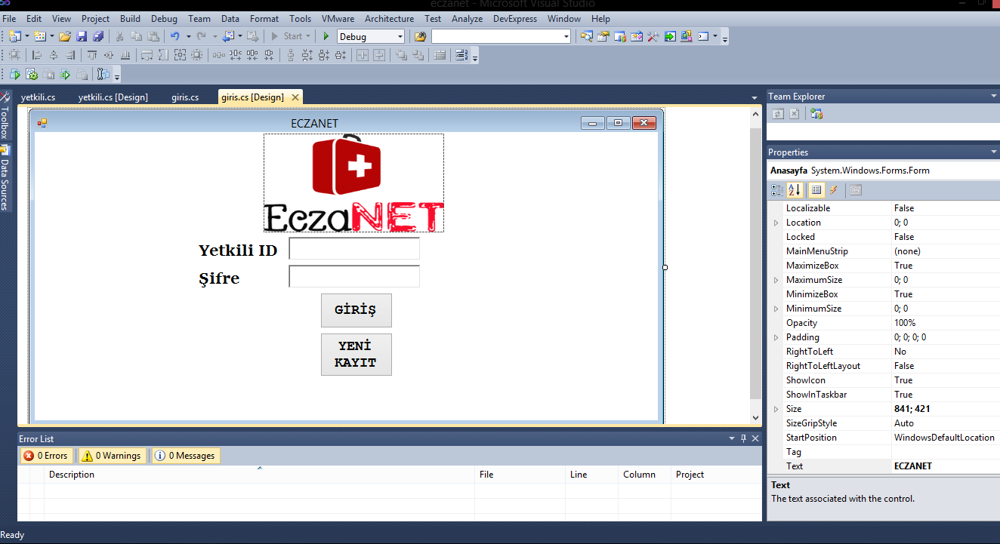 eczanet - Microsoft Visual Studio
File Edit View Project Build Debug Team Data Format Tools VMware Architecture Test Analyze DevExpress Window Help
Start Debug
yetkili.cs yetkili.cs [Design] giris.cs giris.cs [Design]
Toolbox
Data Sources
ECZANET
EczaNET
Yetkili ID
Şifre
GİRİŞ
YENİ
KAYIT
Error List
0 Errors 0 Warnings 0 Messages
Description File Line Column Project
Team Explorer
Properties
Anasayfa System.Windows.Forms.Form
Localizable False
Location 0; 0
Locked False
MainMenuStrip (none)
MaximizeBox True
MaximumSize 0; 0
MinimizeBox True
MinimumSize 0; 0
Opacity 100%
Padding 0; 0; 0; 0
RightToLeft No
RightToLeftLayout False
ShowIcon True
ShowInTaskbar True
Size 841; 421
SizeGripStyle Auto
StartPosition WindowsDefaultLocation
Tag
Text ECZANET
Text
The text associated with the control.
Ready